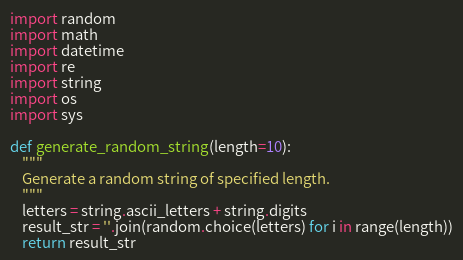 import random
import math
import datetime
import re
import string
import os
import sys

def generate_random_string(length=10):
    """
    Generate a random string of specified length.
    """
    letters = string.ascii_letters + string.digits
    result_str = ''.join(random.choice(letters) for i in range(length))
    return result_str